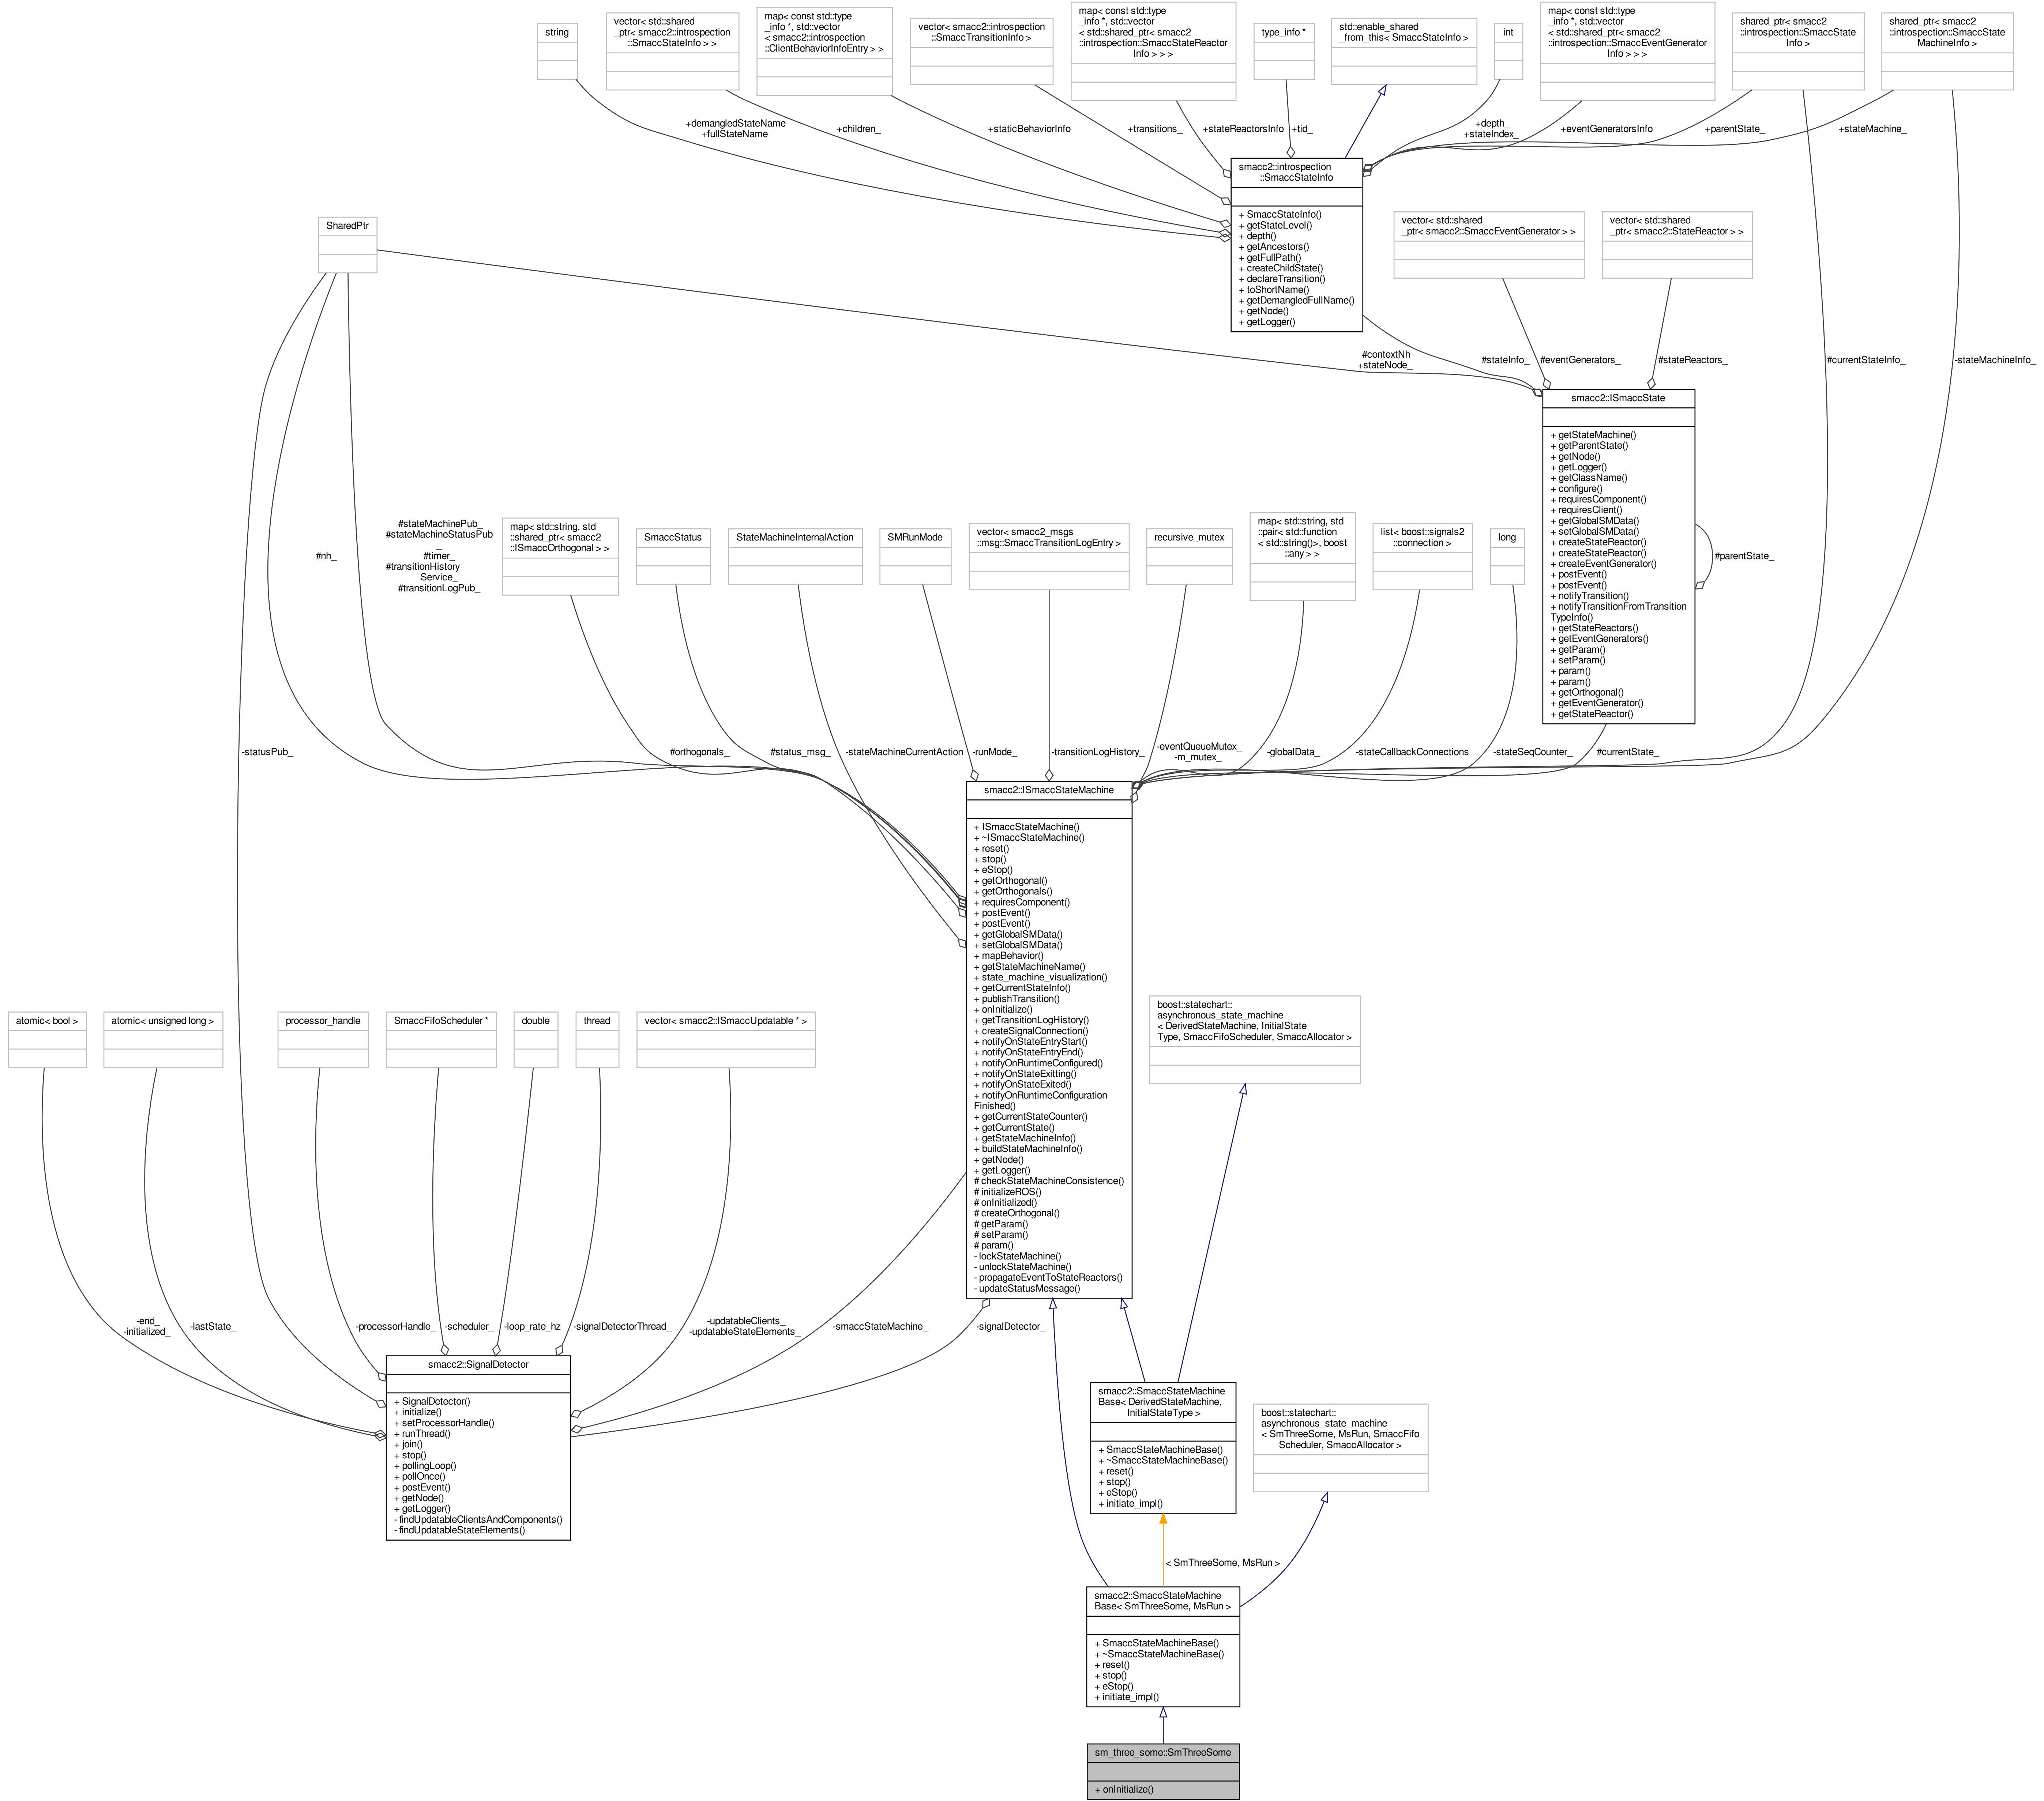 string
vector< std::shared
_ptr< smacc2::introspection
::SmaccStateInfo > >
map< const std::type
_info *, std::vector
< smacc2::introspection
::ClientBehaviorInfoEntry > >
vector< smacc2::introspection
::SmaccTransitionInfo >
map< const std::type
_info *, std::vector
< std::shared_ptr< smacc2
::introspection::SmaccStateReactor
Info > > >
type_info *
std::enable_shared
_from_this< SmaccStateInfo >
int
map< const std::type
_info *, std::vector
< std::shared_ptr< smacc2
::introspection::SmaccEventGenerator
Info > > >
shared_ptr< smacc2
::introspection::SmaccState
Info >
shared_ptr< smacc2
::introspection::SmaccState
MachineInfo >
+demangledStateName
+fullStateName
+children_
+staticBehaviorInfo
+transitions_
+stateReactorsInfo
+tid_
+depth_
+stateIndex_
+eventGeneratorsInfo
+parentState_
+stateMachine_
smacc2::introspection
::SmaccStateInfo
+ SmaccStateInfo()
+ getStateLevel()
+ depth()
+ getAncestors()
+ getFullPath()
+ createChildState()
+ declareTransition()
+ toShortName()
+ getDemangledFullName()
+ getNode()
+ getLogger()
SharedPtr
vector< std::shared
_ptr< smacc2::SmaccEventGenerator > >
vector< std::shared
_ptr< smacc2::StateReactor > >
#contextNh
+stateNode_
#stateInfo_
#eventGenerators_
#stateReactors_
#currentStateInfo_
-stateMachineInfo_
smacc2::ISmaccState
+ getStateMachine()
+ getParentState()
+ getNode()
+ getLogger()
+ getClassName()
+ configure()
+ requiresComponent()
+ requiresClient()
+ getGlobalSMData()
+ setGlobalSMData()
+ createStateReactor()
+ createStateReactor()
+ createEventGenerator()
+ postEvent()
+ postEvent()
+ notifyTransition()
+ notifyTransitionFromTransition
TypeInfo()
+ getStateReactors()
+ getEventGenerators()
+ getParam()
+ setParam()
+ param()
+ param()
+ getOrthogonal()
+ getEventGenerator()
+ getStateReactor()
#parentState_
#nh_
#stateMachinePub_
#stateMachineStatusPub
_
#timer_
#transitionHistory
Service_
#transitionLogPub_
map< std::string, std
::shared_ptr< smacc2
::ISmaccOrthogonal > >
SmaccStatus
StateMachineInternalAction
SMRunMode
vector< smacc2_msgs
::msg::SmaccTransitionLogEntry >
recursive_mutex
map< std::string, std
::pair< std::function
< std::string()>, boost
::any > >
list< boost::signals2
::connection >
long
-statusPub_
#orthogonals_
#status_msg_
-stateMachineCurrentAction
-runMode_
-transitionLogHistory_
-eventQueueMutex_
-m_mutex_
-globalData_
-stateCallbackConnections
-stateSeqCounter_
#currentState_
smacc2::ISmaccStateMachine
+ ISmaccStateMachine()
+ ~ISmaccStateMachine()
+ reset()
+ stop()
+ eStop()
+ getOrthogonal()
+ getOrthogonals()
+ requiresComponent()
+ postEvent()
+ postEvent()
+ getGlobalSMData()
+ setGlobalSMData()
+ mapBehavior()
+ getStateMachineName()
+ state_machine_visualization()
+ getCurrentStateInfo()
+ publishTransition()
+ onInitialize()
+ getTransitionLogHistory()
+ createSignalConnection()
+ notifyOnStateEntryStart()
+ notifyOnStateEntryEnd()
+ notifyOnRuntimeConfigured()
+ notifyOnStateExitting()
+ notifyOnStateExited()
+ notifyOnRuntimeConfiguration
Finished()
+ getCurrentStateCounter()
+ getCurrentState()
+ getStateMachineInfo()
+ buildStateMachineInfo()
+ getNode()
+ getLogger()
# checkStateMachineConsistence()
# initializeROS()
# onInitialized()
# createOrthogonal()
# getParam()
# setParam()
# param()
- lockStateMachine()
- unlockStateMachine()
- propagateEventToStateReactors()
- updateStatusMessage()
atomic< bool >
atomic< unsigned long >
processor_handle
SmaccFifoScheduler *
double
thread
vector< smacc2::ISmaccUpdatable * >
boost::statechart::
asynchronous_state_machine
< DerivedStateMachine, InitialState
Type, SmaccFifoScheduler, SmaccAllocator >
-end_
-initialized_
-lastState_
-processorHandle_
-scheduler_
-loop_rate_hz
-signalDetectorThread_
-updatableClients_
-updatableStateElements_
-smaccStateMachine_
-signalDetector_
smacc2::SignalDetector
+ SignalDetector()
+ initialize()
+ setProcessorHandle()
+ runThread()
+ join()
+ stop()
+ pollingLoop()
+ pollOnce()
+ postEvent()
+ getNode()
+ getLogger()
- findUpdatableClientsAndComponents()
- findUpdatableStateElements()
smacc2::SmaccStateMachine
Base< DerivedStateMachine,
InitialStateType >
+ SmaccStateMachineBase()
+ ~SmaccStateMachineBase()
+ reset()
+ stop()
+ eStop()
+ initiate_impl()
boost::statechart::
asynchronous_state_machine
< SmThreeSome, MsRun, SmaccFifo
Scheduler, SmaccAllocator >
< SmThreeSome, MsRun >
smacc2::SmaccStateMachine
Base< SmThreeSome, MsRun >
+ SmaccStateMachineBase()
+ ~SmaccStateMachineBase()
+ reset()
+ stop()
+ eStop()
+ initiate_impl()
sm_three_some::SmThreeSome
+ onInitialize()